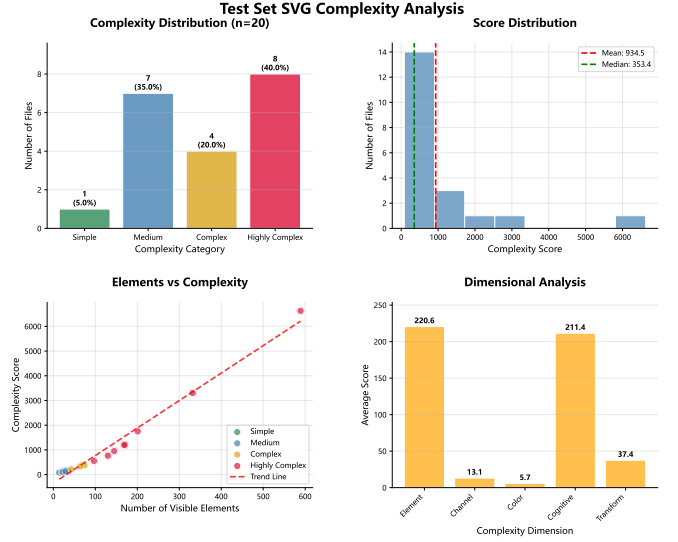 Test Set SVG Complexity Analysis
Complexity Distribution (n=20)
Number of Files
8
6
4
2
0
1
(5.0%)
7
(35.0%)
4
(20.0%)
8
(40.0%)
Simple
Medium
Complex
Highly Complex
Complexity Category
Score Distribution
Number of Files
14
12
10
8
6
4
2
0
Mean: 934.5
Median: 353.4
0
1000
2000
3000
4000
5000
6000
Complexity Score
Elements vs Complexity
Complexity Score
6000
5000
4000
3000
2000
1000
0
Simple
Medium
Complex
Highly Complex
Trend Line
0
100
200
300
400
500
600
Number of Visible Elements
Dimensional Analysis
Average Score
250
200
150
100
50
0
220.6
13.1
5.7
211.4
37.4
Element
Channel
Color
Cognitive
Transform
Complexity Dimension